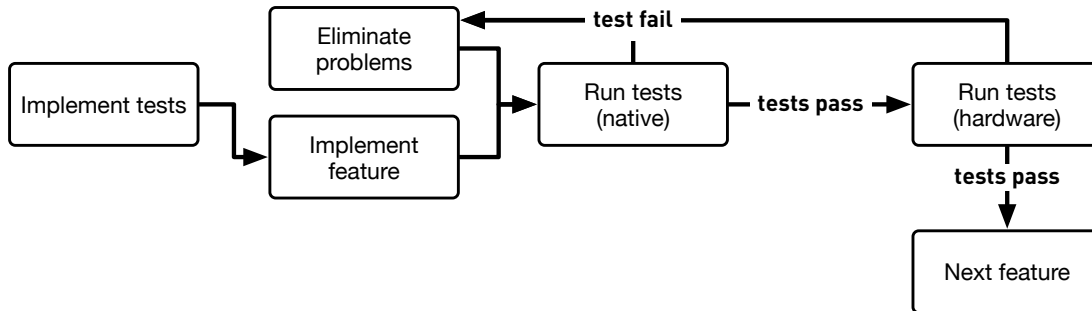 test fail
Eliminate
problems
Implement tests
Run tests
(native)
tests pass
Run tests
(hardware)
Implement
feature
tests pass
Next feature